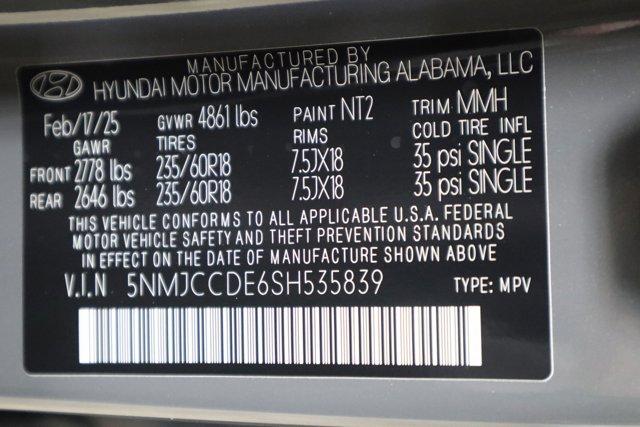 MANUFACTURED BY
HYUNDAI MOTOR MANUFACTURING ALABAMA, LLC
Feb/17/25 GVWR 4861 lbs PAINT NT2 TRIM MMH
GAWR TIRES RIMS COLD TIRE INFL
FRONT 2778 lbs 235/60R18 7.5JX18 35 psi SINGLE
REAR 2646 lbs 235/60R18 7.5JX18 35 psi SINGLE
THIS VEHICLE CONFORMS TO ALL APPLICABLE U.S.A. FEDERAL
MOTOR VEHICLE SAFETY AND THEFT PREVENTION STANDARDS
IN EFFECT ON THE DATE OF MANUFACTURE SHOWN ABOVE
V.I.N 5NMJCCDE6SH535839 TYPE: MPV